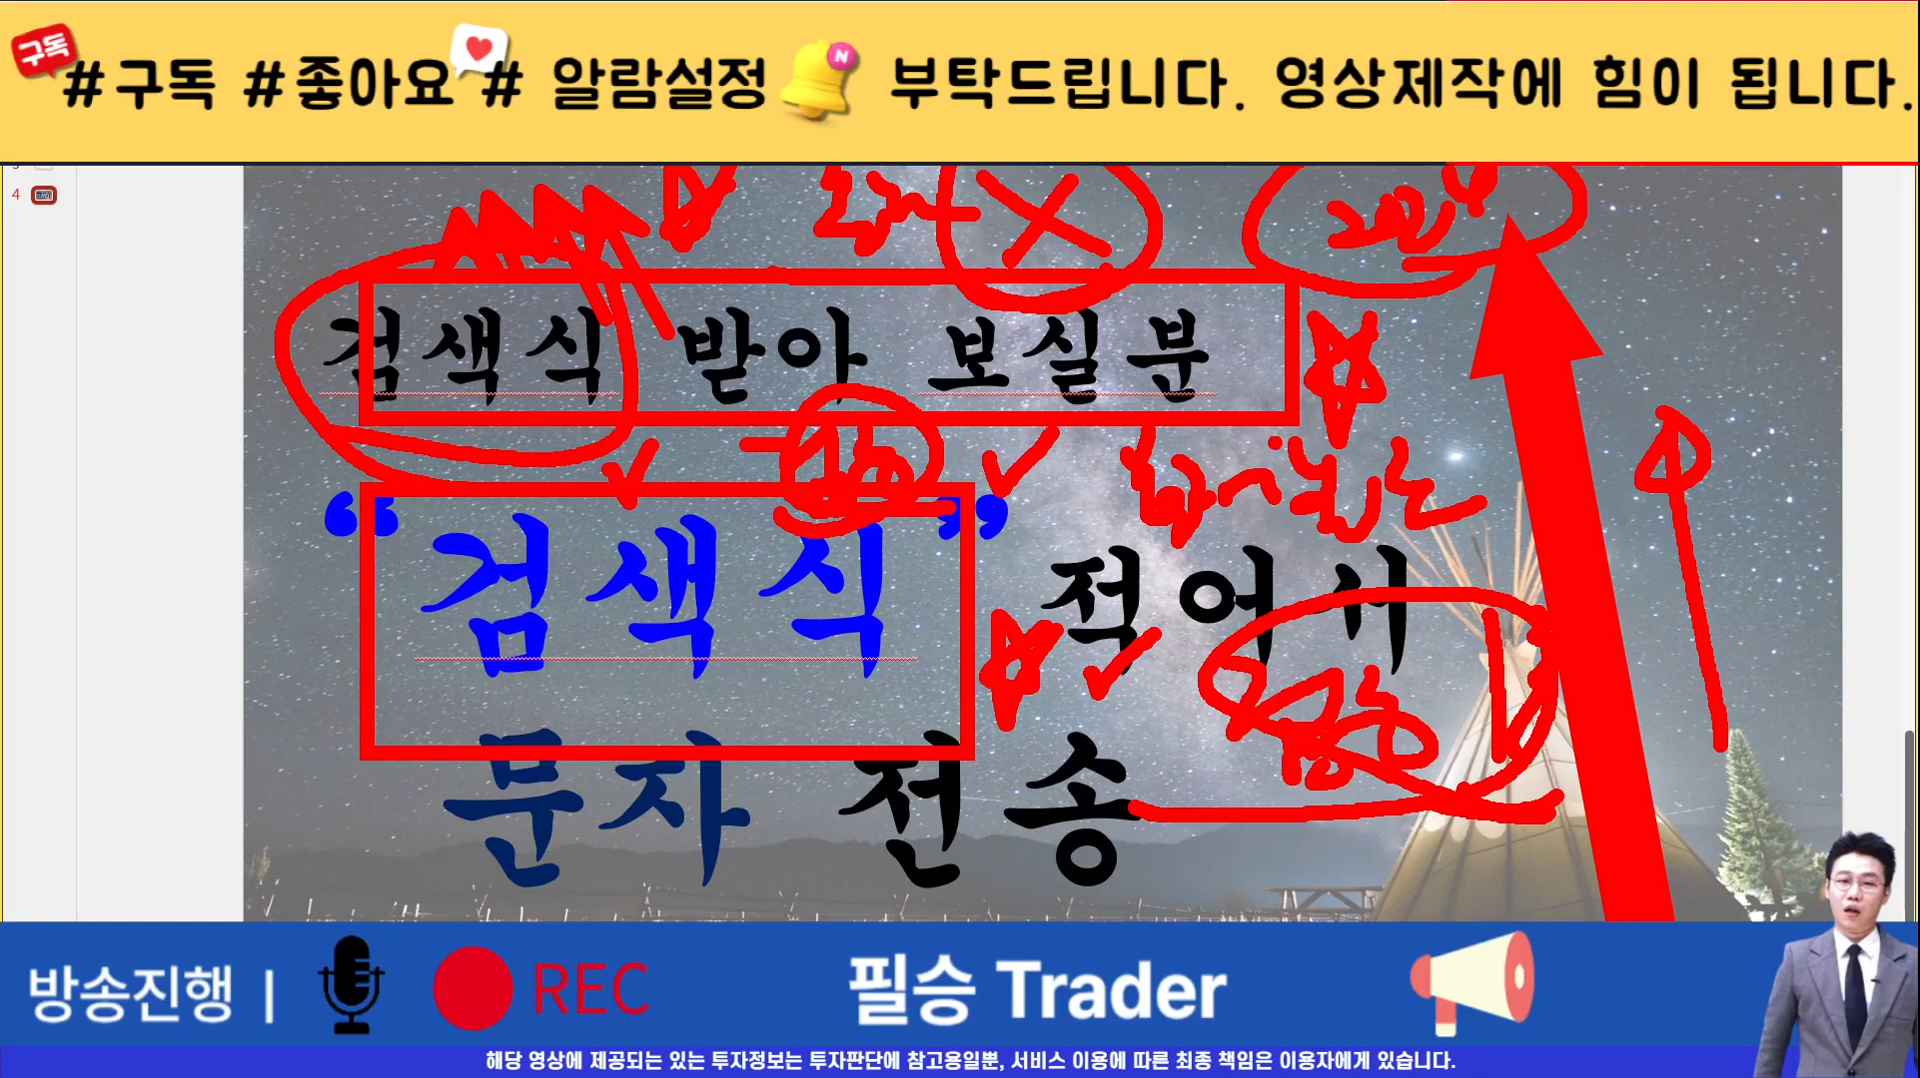 구독
#구독 #좋아요 # 알람설정 N 부탁드립니다. 영상제작에 힘이 됩니다.
4
검색식 받아 보실분
“검색식” 적어서
문자 전송
방송진행 | REC 필승 Trader
해당 영상에 제공되는 있는 투자정보는 투자판단에 참고용일뿐, 서비스 이용에 따른 최종 책임은 이용자에게 있습니다.